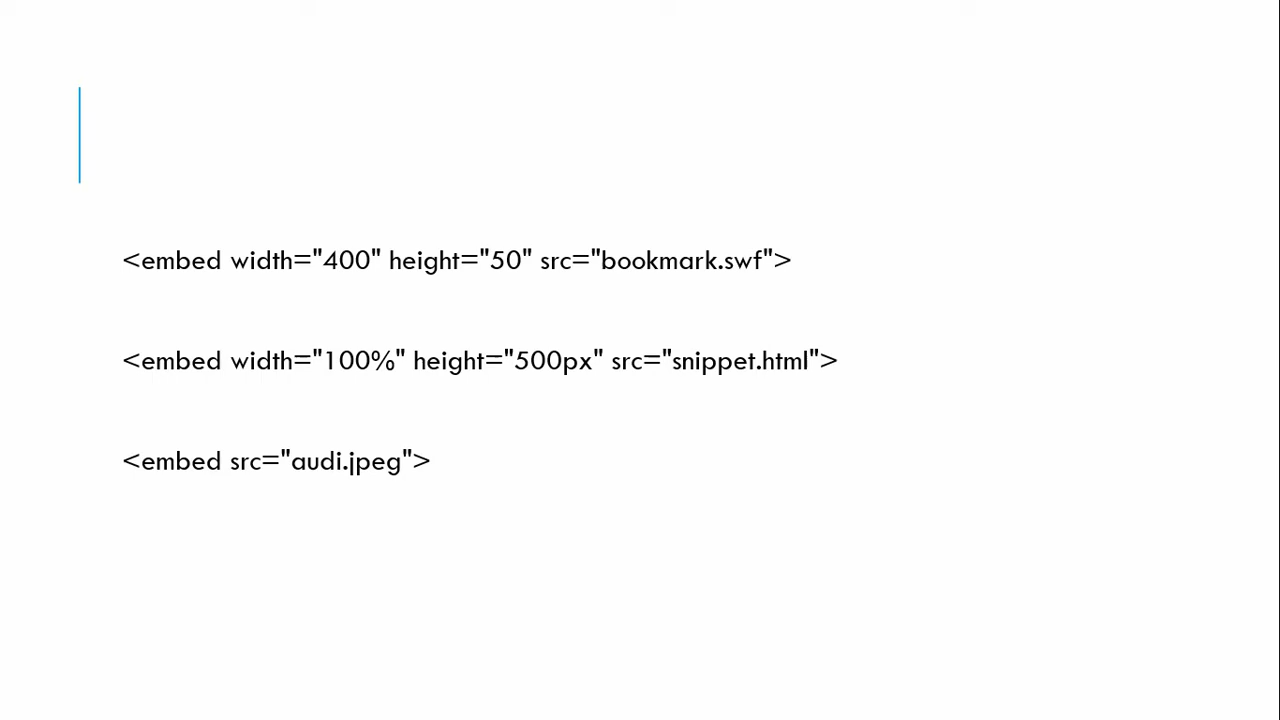 <embed width="400" height="50" src="bookmark.swf">
<embed width="100%" height="500px" src="snippet.html">
<embed src="audi.jpeg">